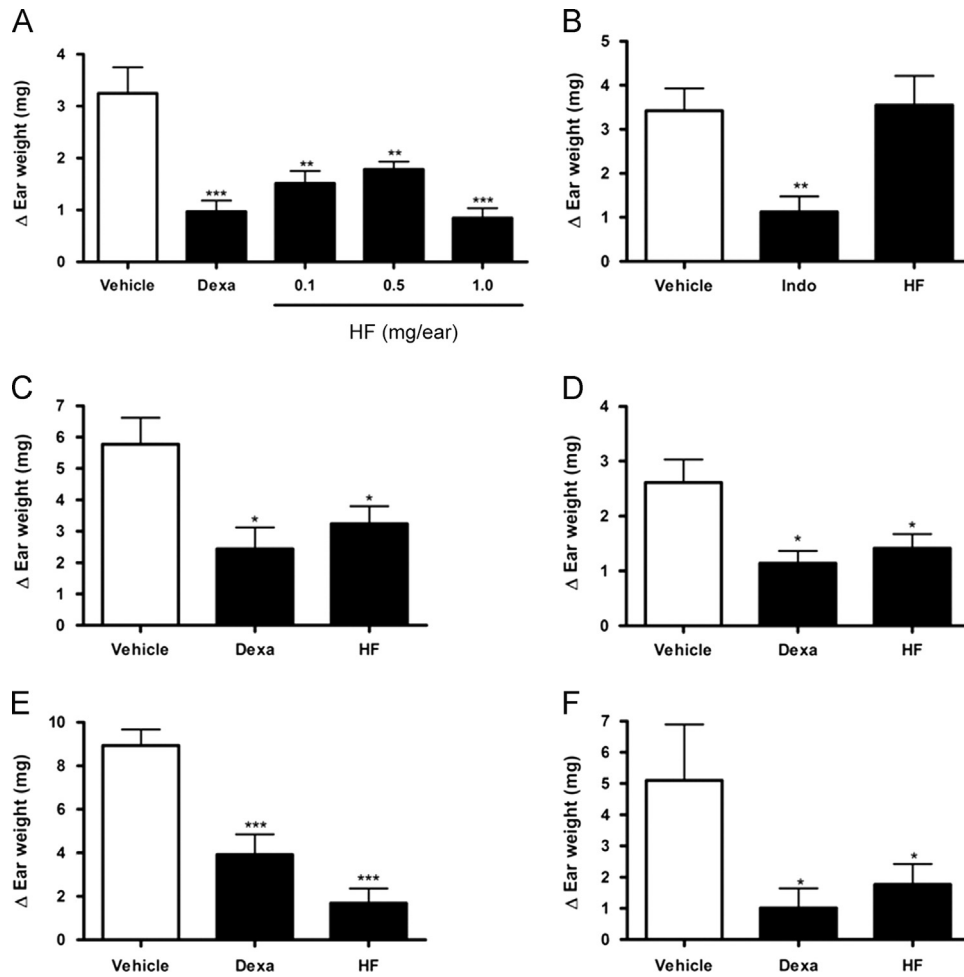 A
Δ Ear weight (mg)
4
3
2
1
0
***
**
**
***
Vehicle Dexa 0.1 0.5 1.0
HF (mg/ear)
B
Δ Ear weight (mg)
5
4
3
2
1
0
**
Vehicle Indo HF
C
Δ Ear weight (mg)
7
6
5
4
3
2
1
0
*
*
Vehicle Dexa HF
D
Δ Ear weight (mg)
4
3
2
1
0
*
*
Vehicle Dexa HF
E
Δ Ear weight (mg)
10
8
6
4
2
0
***
***
Vehicle Dexa HF
F
Δ Ear weight (mg)
7
6
5
4
3
2
1
0
*
*
Vehicle Dexa HF